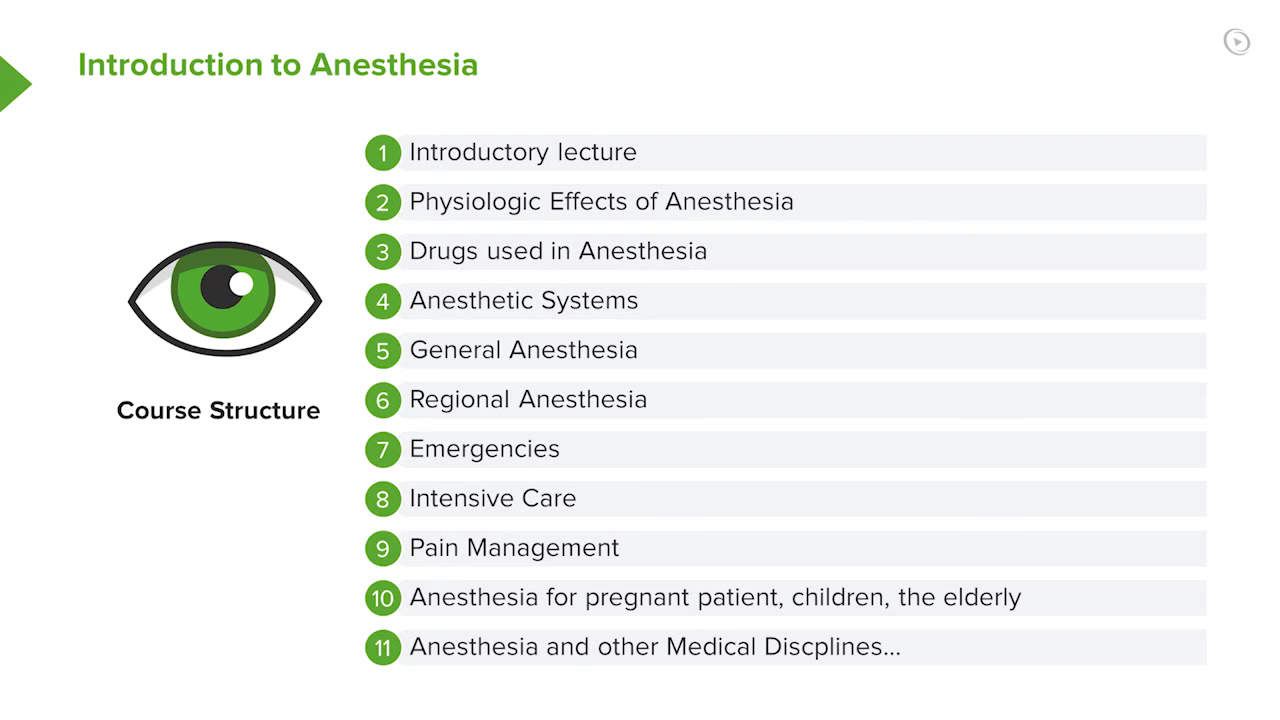 Introduction to Anesthesia
Course Structure
1 Introductory lecture
2 Physiologic Effects of Anesthesia
3 Drugs used in Anesthesia
4 Anesthetic Systems
5 General Anesthesia
6 Regional Anesthesia
7 Emergencies
8 Intensive Care
9 Pain Management
10 Anesthesia for pregnant patient, children, the elderly
11 Anesthesia and other Medical Discplines...